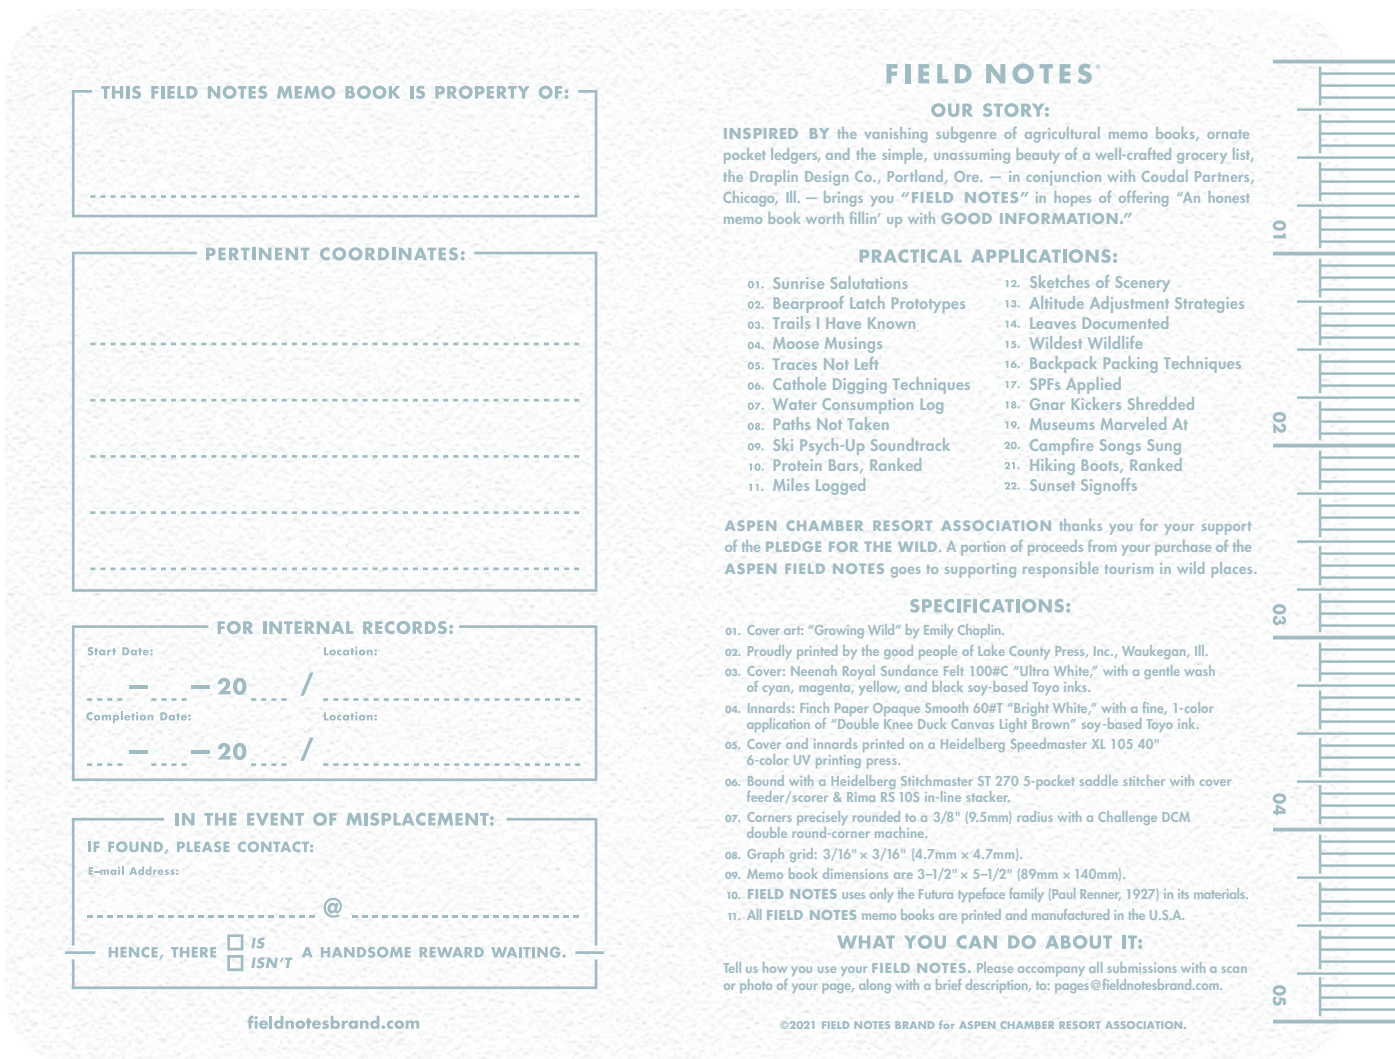 THIS FIELD NOTES MEMO BOOK IS PROPERTY OF:
PERTINENT COORDINATES:
FOR INTERNAL RECORDS:
Start Date: Location:
— — 20 /
Completion Date: Location:
— — 20 /
IN THE EVENT OF MISPLACEMENT:
IF FOUND, PLEASE CONTACT:
E–mail Address:
@
HENCE, THERE IS A HANDSOME REWARD WAITING.
ISN'T
fieldnotesbrand.com
FIELD NOTES®
OUR STORY:
INSPIRED BY the vanishing subgenre of agricultural memo books, ornate
pocket ledgers, and the simple, unassuming beauty of a well-crafted grocery list,
the Draplin Design Co., Portland, Ore. — in conjunction with Coudal Partners,
Chicago, Ill. — brings you “FIELD NOTES” in hopes of offering “An honest
memo book worth fillin’ up with GOOD INFORMATION.”
PRACTICAL APPLICATIONS:
01. Sunrise Salutations
02. Bearproof Latch Prototypes
03. Trails I Have Known
04. Moose Musings
05. Traces Not Left
06. Cathole Digging Techniques
07. Water Consumption Log
08. Paths Not Taken
09. Ski Psych-Up Soundtrack
10. Protein Bars, Ranked
11. Miles Logged
12. Sketches of Scenery
13. Altitude Adjustment Strategies
14. Leaves Documented
15. Wildest Wildlife
16. Backpack Packing Techniques
17. SPFs Applied
18. Gnar Kickers Shredded
19. Museums Marveled At
20. Campfire Songs Sung
21. Hiking Boots, Ranked
22. Sunset Signoffs
ASPEN CHAMBER RESORT ASSOCIATION thanks you for your support
of the PLEDGE FOR THE WILD. A portion of proceeds from your purchase of the
ASPEN FIELD NOTES goes to supporting responsible tourism in wild places.
SPECIFICATIONS:
01. Cover art: “Growing Wild” by Emily Chaplin.
02. Proudly printed by the good people of Lake County Press, Inc., Waukegan, Ill.
03. Cover: Neenah Royal Sundance Felt 100#C “Ultra White,” with a gentle wash
of cyan, magenta, yellow, and black soy-based Toyo inks.
04. Innards: Finch Paper Opaque Smooth 60#T “Bright White,” with a fine, 1-color
application of “Double Knee Duck Canvas Light Brown” soy-based Toyo ink.
05. Cover and innards printed on a Heidelberg Speedmaster XL 105 40"
6-color UV printing press.
06. Bound with a Heidelberg Stitchmaster ST 270 5-pocket saddle stitcher with cover
feeder/scorer & Rima RS 10S in-line stacker.
07. Corners precisely rounded to a 3/8" (9.5mm) radius with a Challenge DCM
double round-corner machine.
08. Graph grid: 3/16" × 3/16" (4.7mm × 4.7mm).
09. Memo book dimensions are 3–1/2" × 5–1/2" (89mm × 140mm).
10. FIELD NOTES uses only the Futura typeface family (Paul Renner, 1927) in its materials.
11. All FIELD NOTES memo books are printed and manufactured in the U.S.A.
WHAT YOU CAN DO ABOUT IT:
Tell us how you use your FIELD NOTES. Please accompany all submissions with a scan
or photo of your page, along with a brief description, to: pages@fieldnotesbrand.com.
©2021 FIELD NOTES BRAND for ASPEN CHAMBER RESORT ASSOCIATION.
01
02
03
04
05